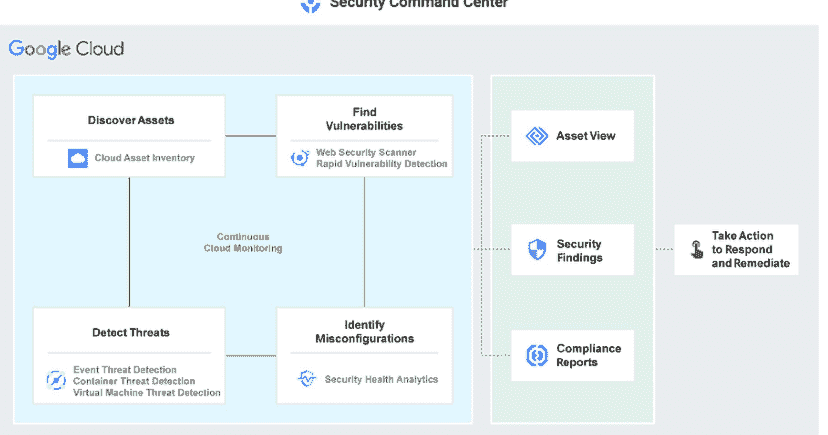 Security Command Center
Google Cloud
Discover Assets
Cloud Asset Inventory
Find
Vulnerabilities
Web Security Scanner
Rapid Vulnerability Detection
Continuous
Cloud Monitoring
Detect Threats
Event Threat Detection
Container Threat Detection
Virtual Machine Threat Detection
Identify
Misconfigurations
Security Health Analytics
Asset View
Security
Findings
Compliance
Reports
Take Action
to Respond
and Remediate